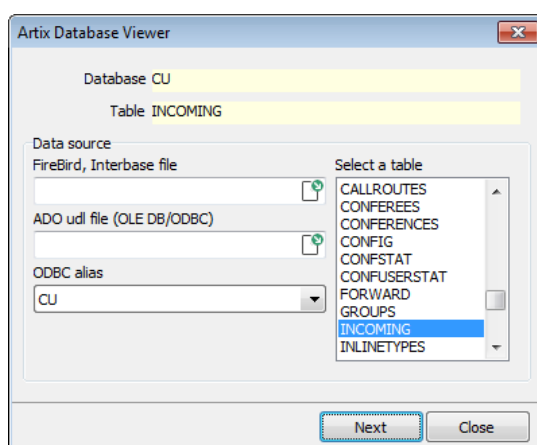 Artix Database Viewer
Database CU
Table INCOMING
Data source
FireBird, Interbase file
ADO udl file (OLE DB/ODBC)
ODBC alias
CU
Select a table
CALLROUTES
CONFEREES
CONFERENCES
CONFIG
CONFSTAT
CONFUSERSTAT
FORWARD
GROUPS
INCOMING
INLINETYPES
Next
Close